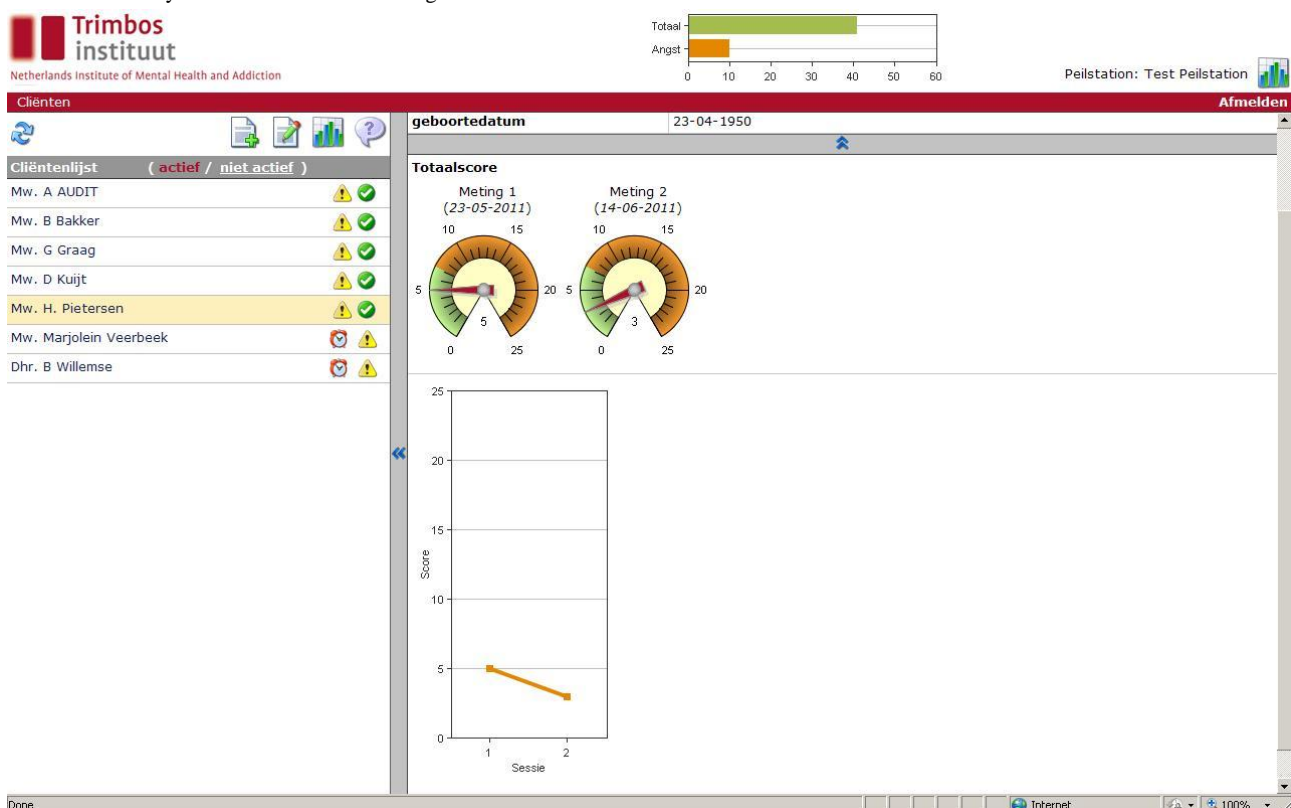 Trimbos
instituut
Netherlands Institute of Mental Health and Addiction
Totaal
Angst
0 10 20 30 40 50 60
Peilstation: Test Peilstation
Cliënten
Afmelden
geboortedatum 23-04-1950
Cliëntenlijst ( actief / niet actief )
Mw. A AUDIT
Mw. B Bakker
Mw. G Graag
Mw. D Kuijt
Mw. H. Pietersen
Mw. Marjolein Veerbeek
Dhr. B Willemse
Totaalscore
Meting 1 Meting 2
(23-05-2011) (14-06-2011)
10 15 10 15
5 20 5 20
5 3
0 25 0 25
25
20
15
Score
10
5
0
1 2
Sessie
Done Internet 100%